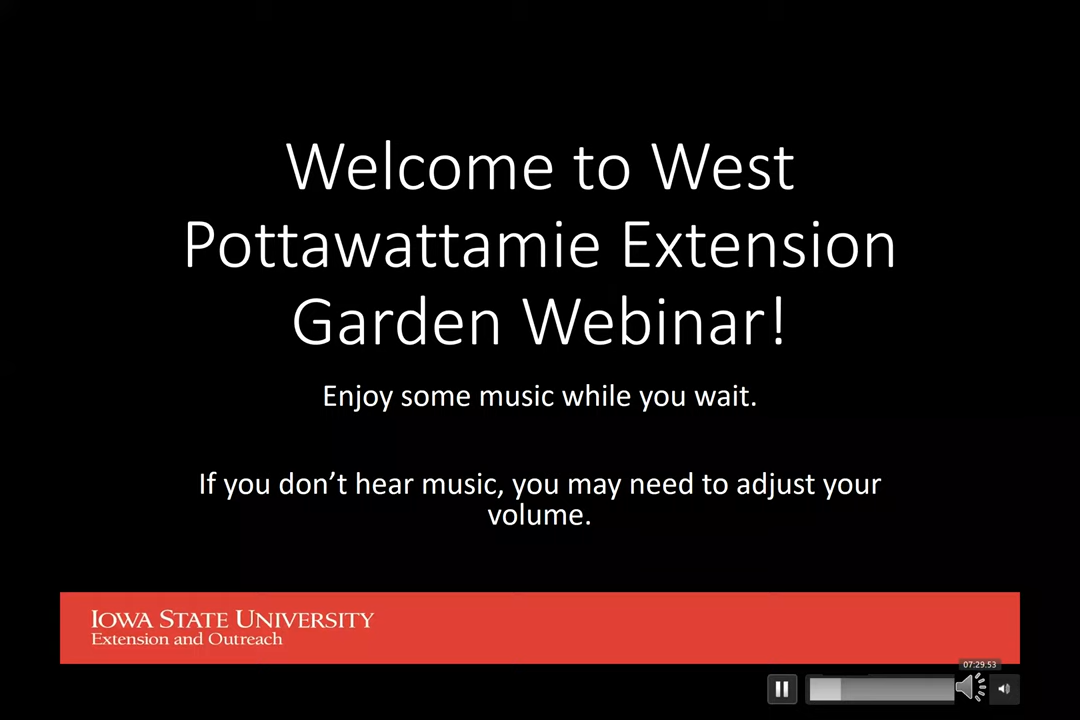 Welcome to West
Pottawattamie Extension
Garden Webinar!
Enjoy some music while you wait.
If you don’t hear music, you may need to adjust your
volume.
IOWA STATE UNIVERSITY
Extension and Outreach
07:29.53